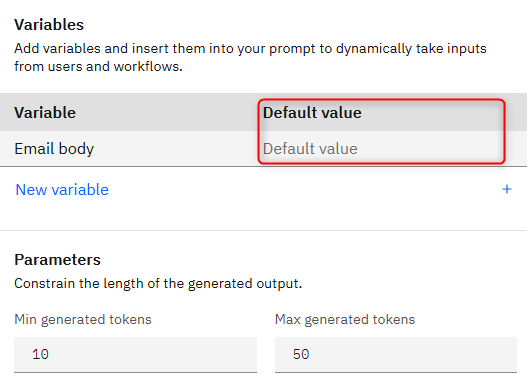 Variables
Add variables and insert them into your prompt to dynamically take inputs
from users and workflows.
Variable Default value
Email body Default value
New variable +
Parameters
Constrain the length of the generated output.
Min generated tokens Max generated tokens
10 50